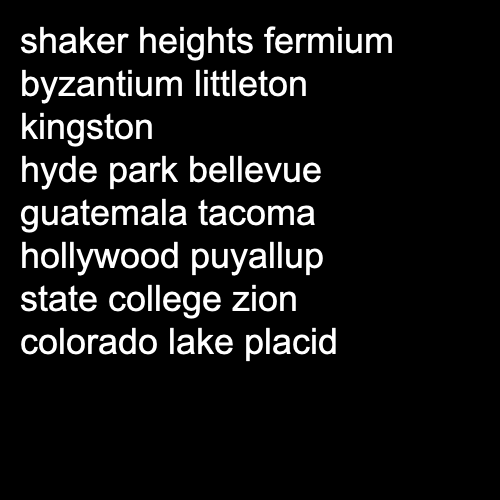 shaker heights fermium
byzantium littleton
kingston
hyde park bellevue
guatemala tacoma
hollywood puyallup
state college zion
colorado lake placid